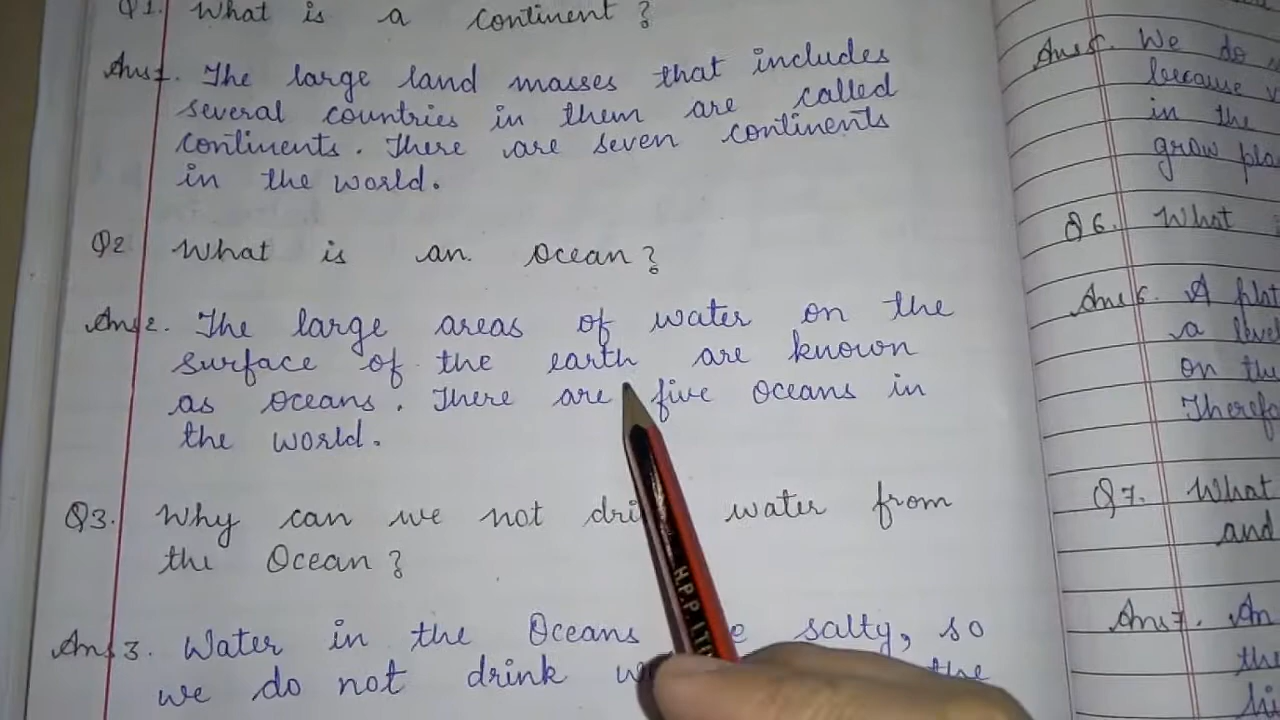 Q1. What is a continent?
Ans1. The large land masses that includes
several countries in them are called
continents. There are seven continents
in the world.
Q2 What is an Ocean?
Ans2. The large areas of water on the
surface of the earth are known
as oceans. There are five oceans in
the world.
Q3. Why can we not water from
the Ocean?
Ans3. Water in the Oceans salty, so
we do not drink the
H.P.P. LT
Ans5. We do
because
in the
grow
Q6. What
Ans6. A
a
on the
Q7. What
and
Ans7. An